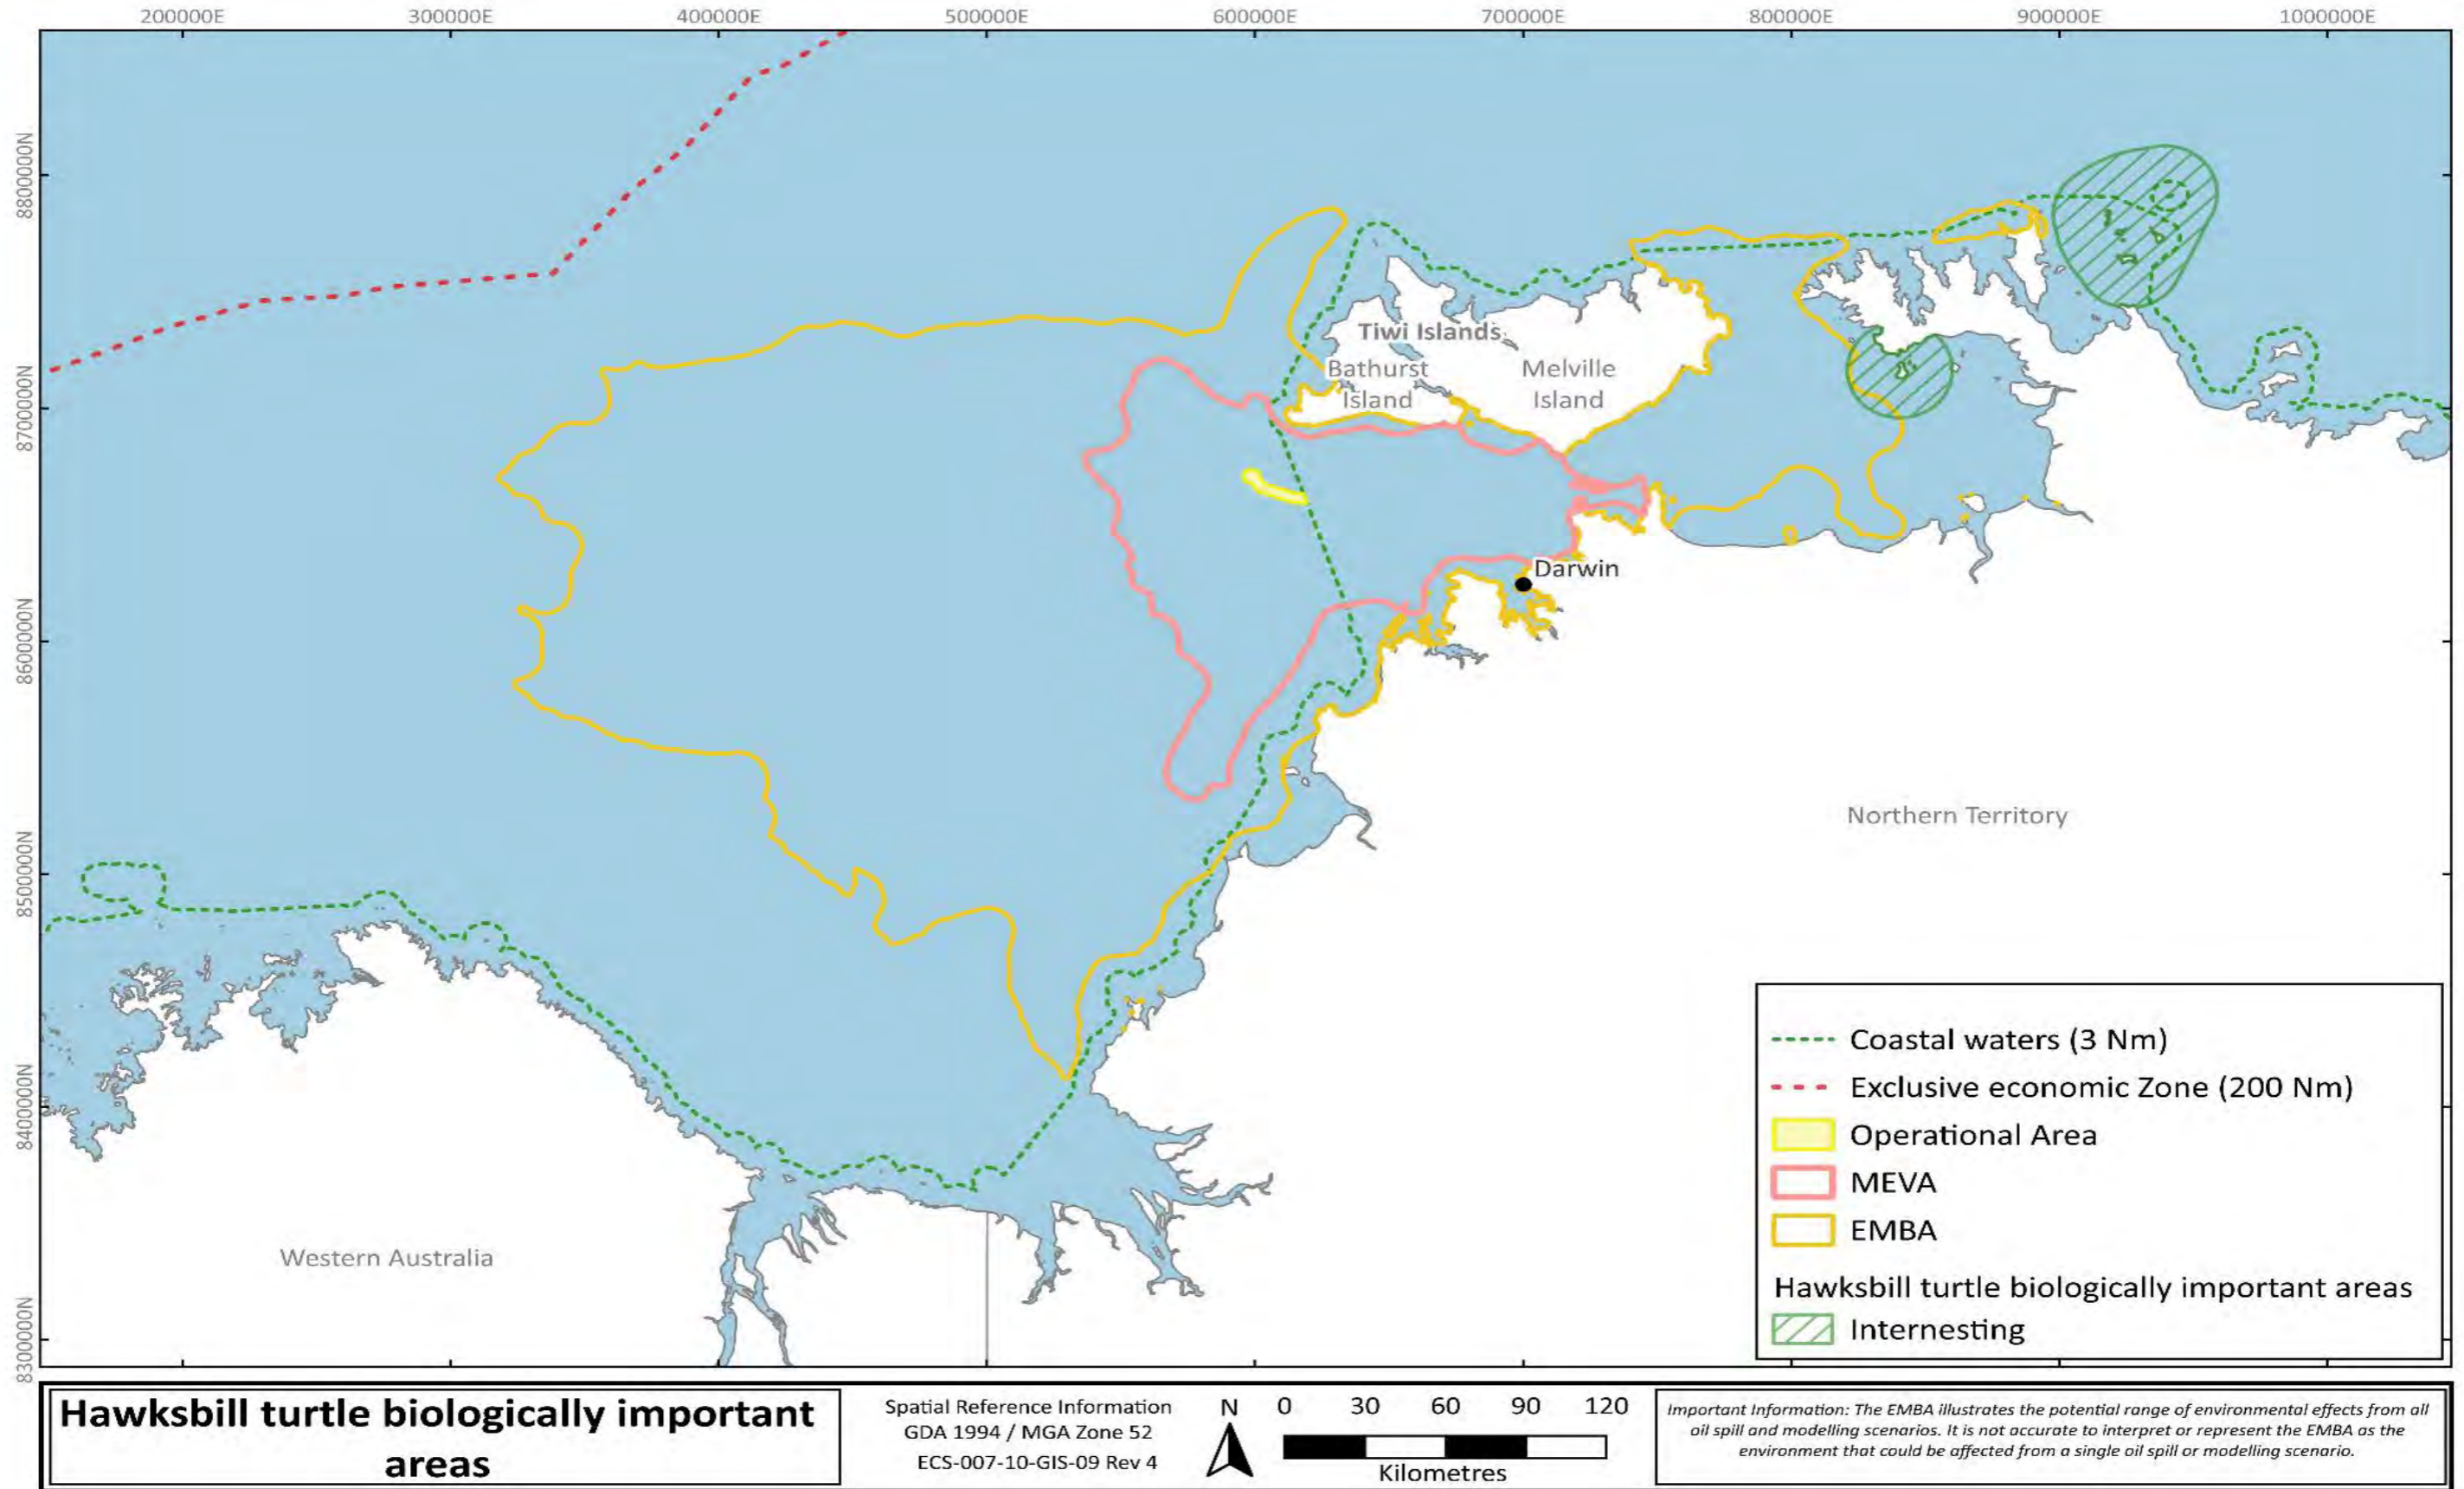 200000E 300000E 400000E 500000E 600000E 700000E 800000E 900000E 1000000E
8800000N
8700000N
8600000N
8500000N
8400000N
8300000N
Tiwi Islands
Bathurst
Island
Melville
Island
Darwin
Northern Territory
Western Australia
Coastal waters (3 Nm)
Exclusive economic Zone (200 Nm)
Operational Area
MEVA
EMBA
Hawksbill turtle biologically important areas
Internesting
Hawksbill turtle biologically important
areas
Spatial Reference Information
GDA 1994 / MGA Zone 52
ECS-007-10-GIS-09 Rev 4
N
0 30 60 90 120
Kilometres
Important Information: The EMBA illustrates the potential range of environmental effects from all
oil spill and modelling scenarios. It is not accurate to interpret or represent the EMBA as the
environment that could be affected from a single oil spill or modelling scenario.